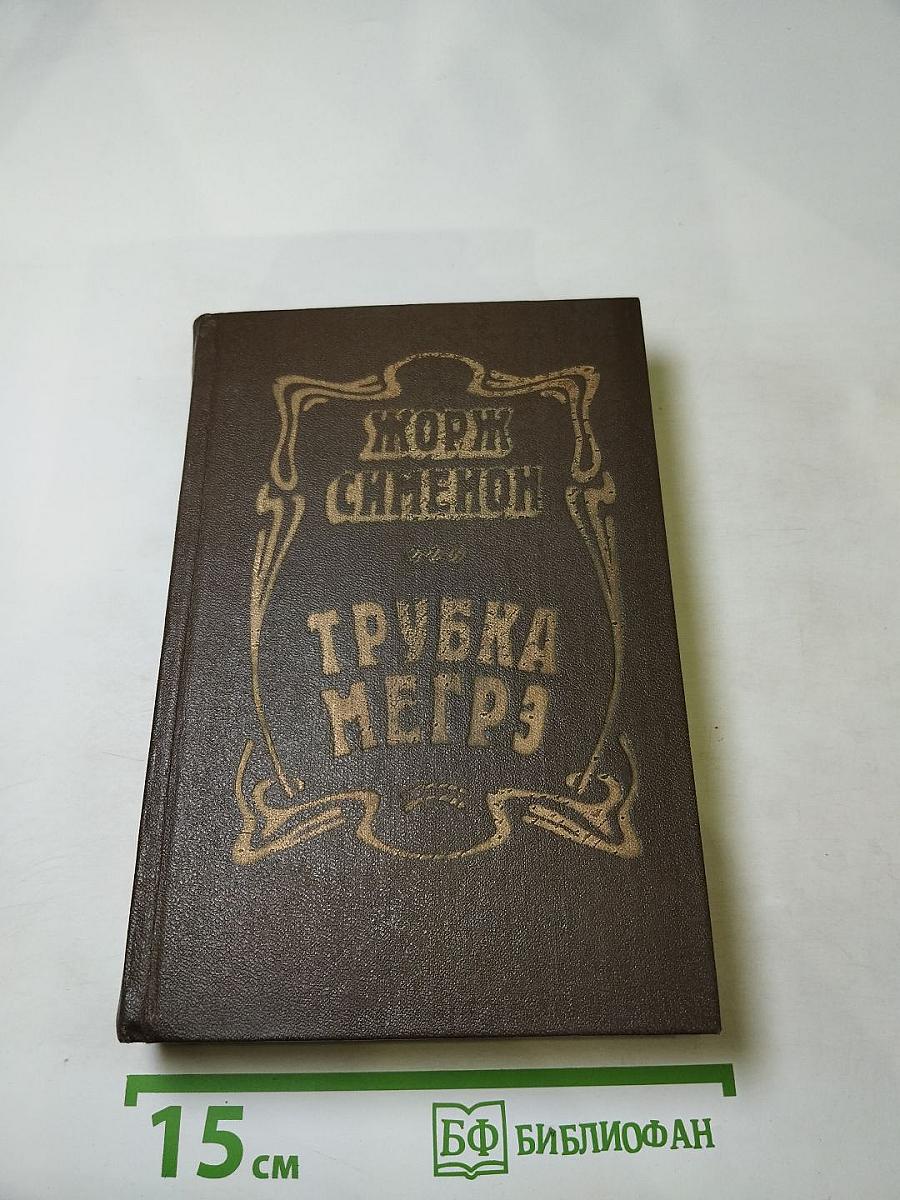 ЖОРЖ
СИМЕНОН
ТРУБКА
МЕГРЭ
15 см
БФ БИБЛИОФАН